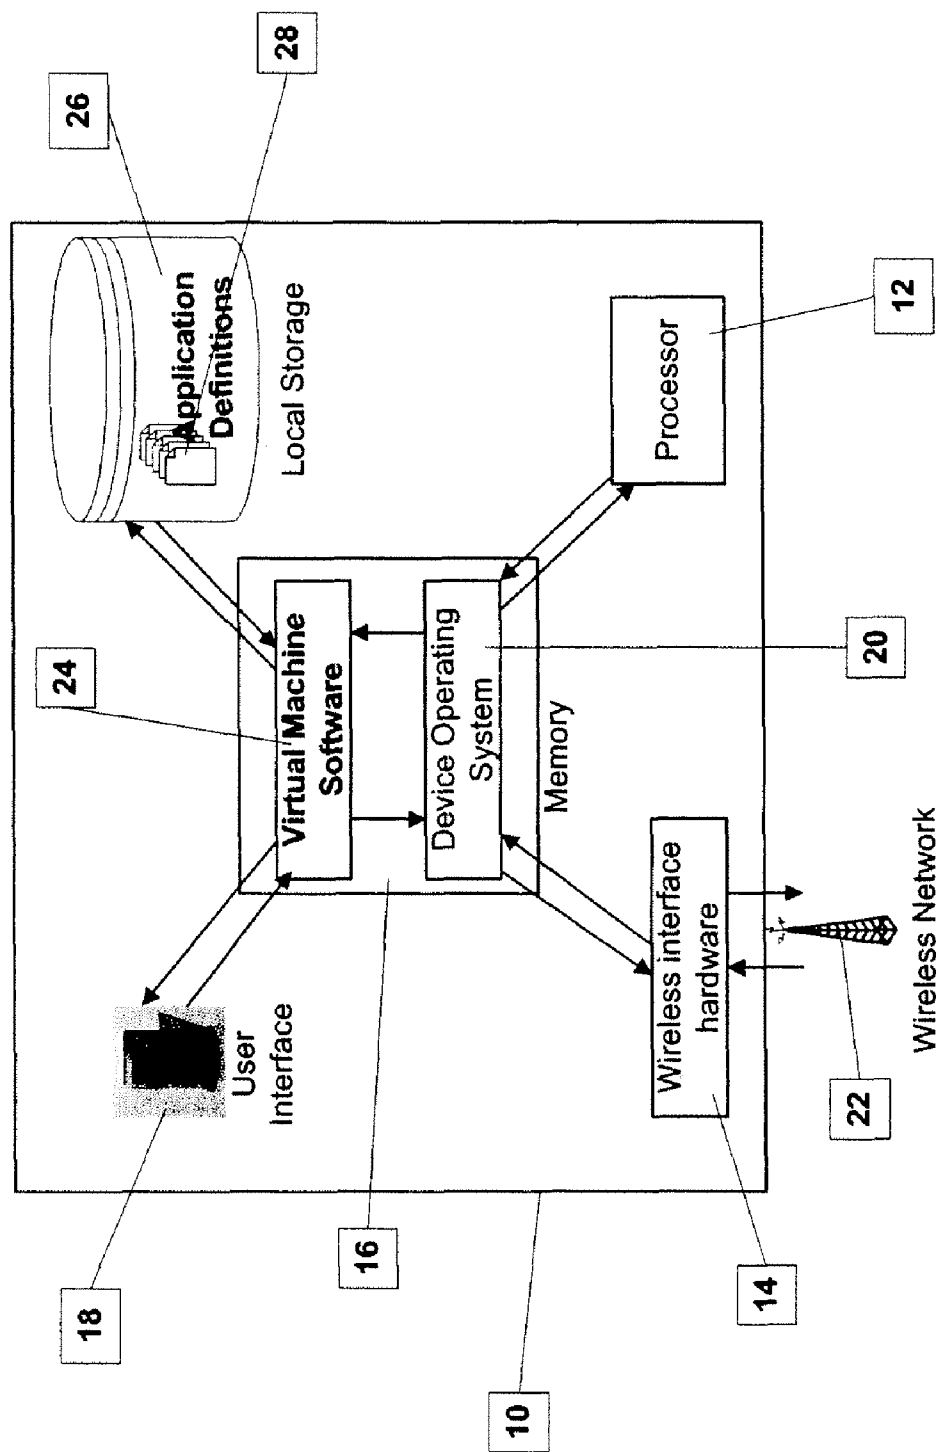 18
24
26
28
Application
Definitions
User
Interface
Local Storage
16
Virtual Machine
Software
Device Operating
System
Memory
10
Wireless interface
hardware
Processor
14
20
12
22
Wireless Network